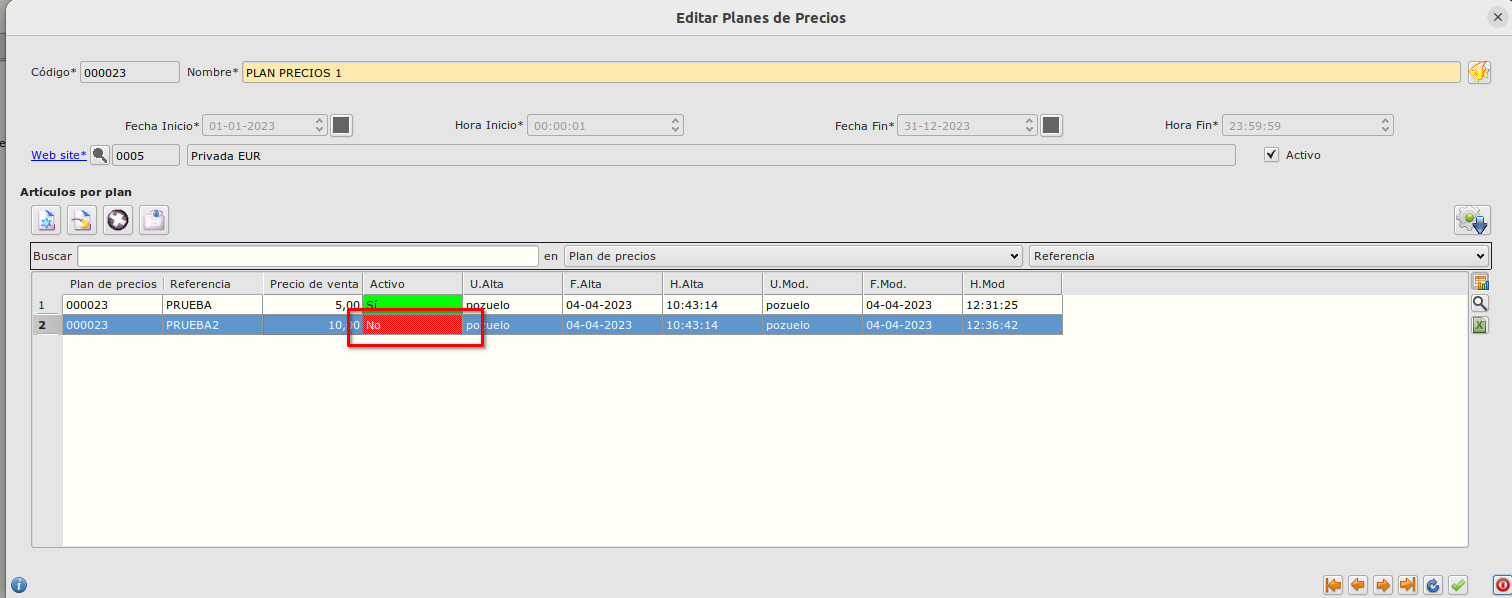 Editar Planes de Precios
Código* 000023 Nombre* PLAN PRECIOS 1
Fecha Inicio* 01-01-2023 Hora Inicio* 00:00:01 Fecha Fin* 31-12-2023 Hora Fin* 23:59:59
Web site* 0005 Privada EUR Activo
Artículos por plan
Buscar en Plan de precios Referencia
Plan de precios Referencia Precio de venta Activo U.Alta F.Alta H.Alta U.Mod. F.Mod. H.Mod
1 000023 PRUEBA 5,00 Sí pozuelo 04-04-2023 10:43:14 pozuelo 04-04-2023 12:31:25
2 000023 PRUEBA2 10,00 No pozuelo 04-04-2023 10:43:14 pozuelo 04-04-2023 12:36:42